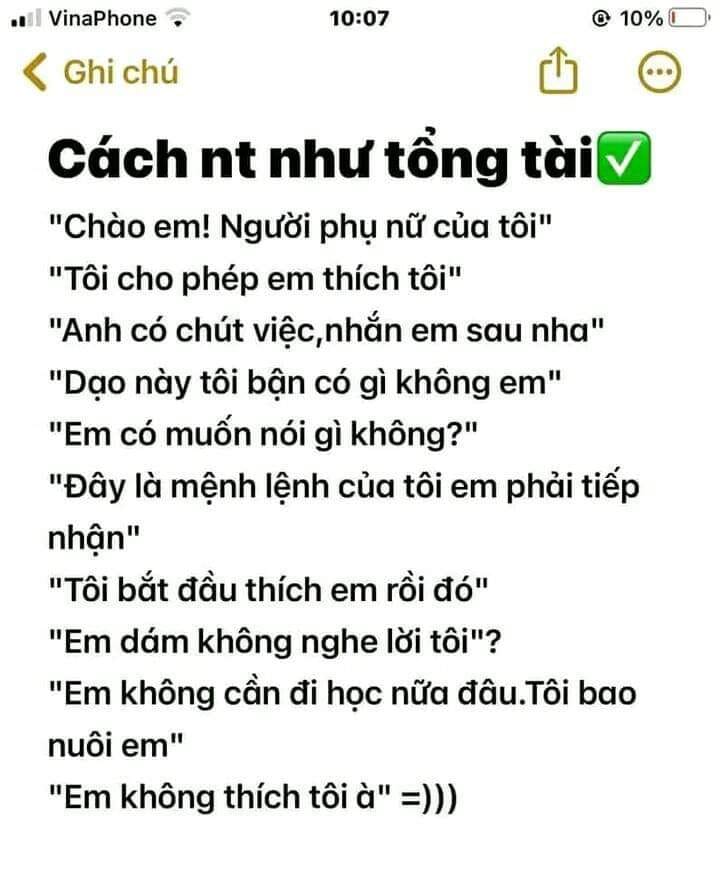 VinaPhone 10:07 10%
Ghi chú
Cách nt như tổng tài✅
"Chào em! Người phụ nữ của tôi"
"Tôi cho phép em thích tôi"
"Anh có chút việc,nhắn em sau nha"
"Dạo này tôi bận có gì không em"
"Em có muốn nói gì không?"
"Đây là mệnh lệnh của tôi em phải tiếp
nhận"
"Tôi bắt đầu thích em rồi đó"
"Em dám không nghe lời tôi"?
"Em không cần đi học nữa đâu.Tôi bao
nuôi em"
"Em không thích tôi à" =)))